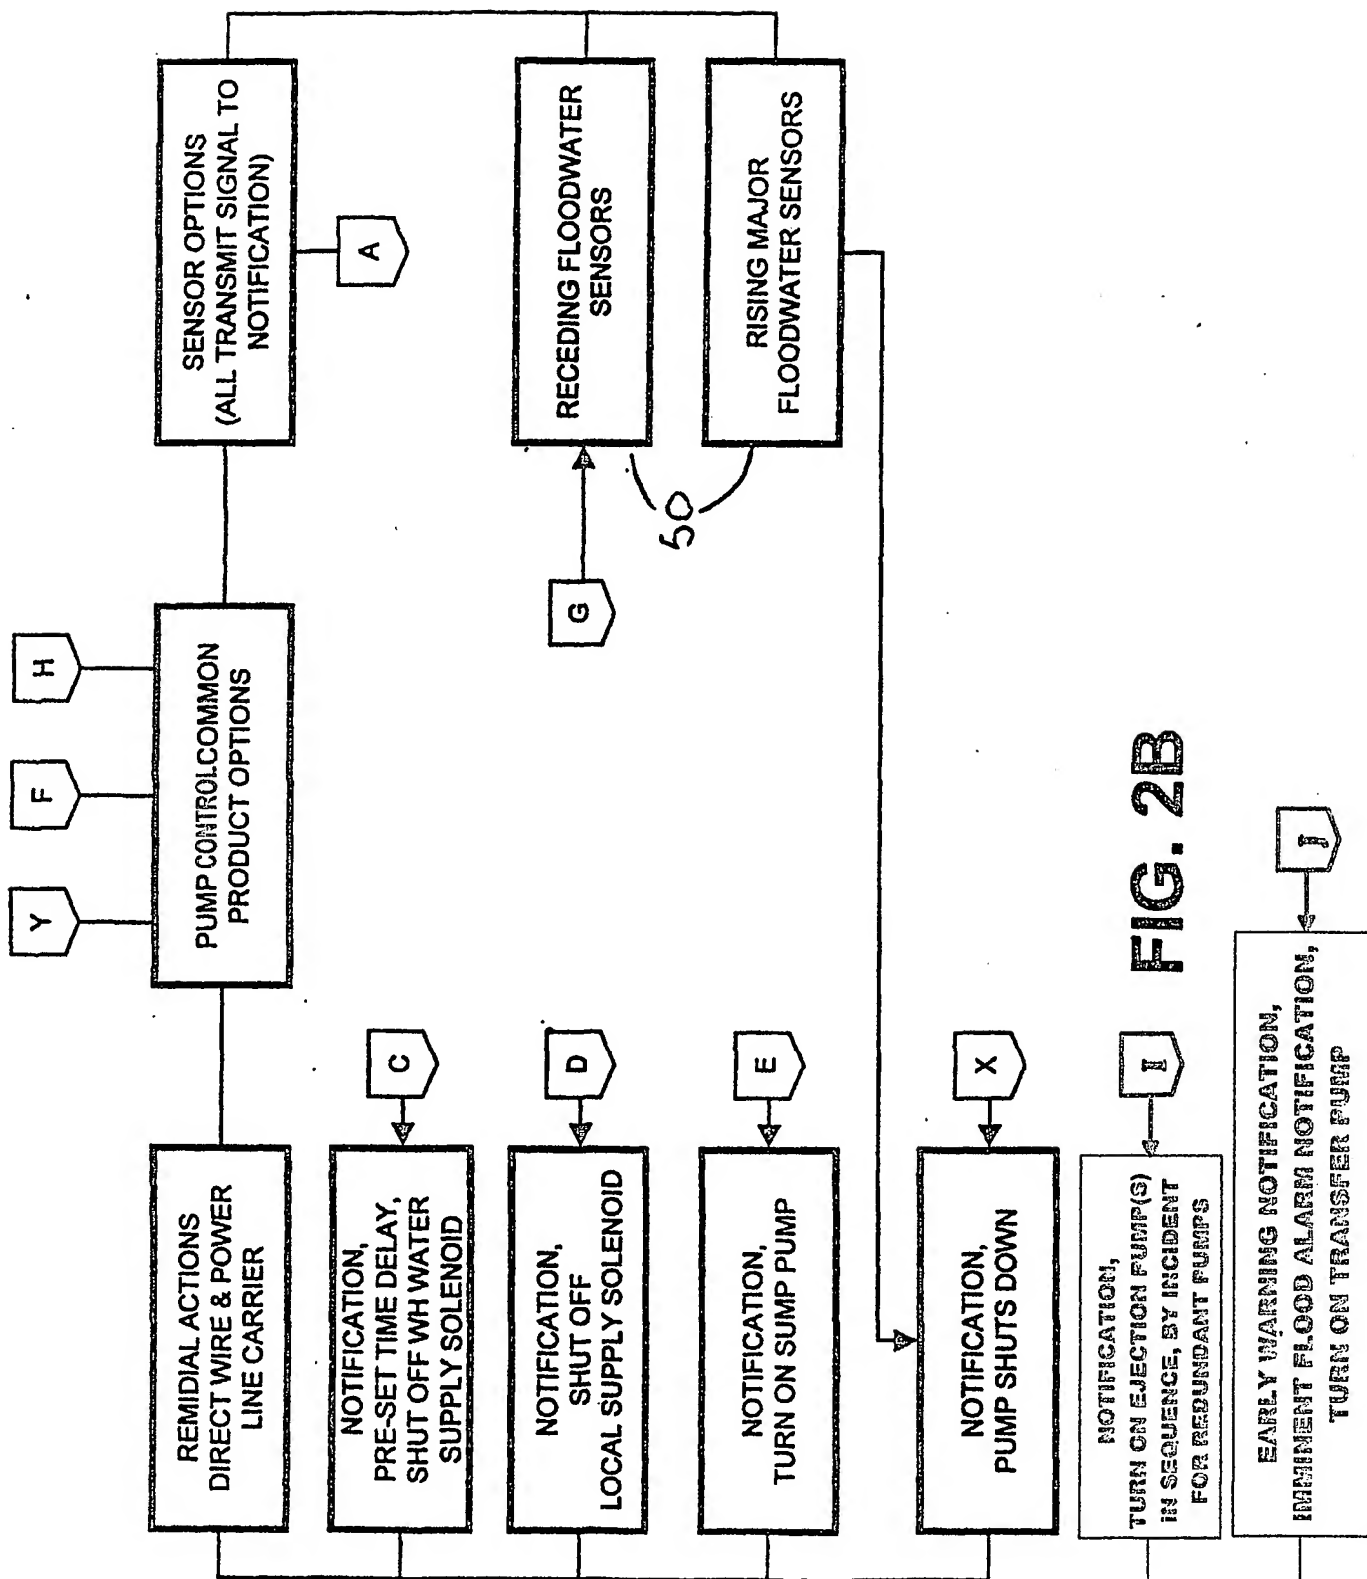 Y
F
H
REMIDIAL ACTIONS
DIRECT WIRE & POWER
LINE CARRIER
PUMP CONTROL COMMON
PRODUCT OPTIONS
SENSOR OPTIONS
(ALL TRANSMIT SIGNAL TO
NOTIFICATION)
A
NOTIFICATION,
PRE-SET TIME DELAY,
SHUT OFF WH WATER
SUPPLY SOLENOID
C
NOTIFICATION,
SHUT OFF
LOCAL SUPPLY SOLENOID
D
G
RECEDING FLOODWATER
SENSORS
50
RISING MAJOR
FLOODWATER SENSORS
NOTIFICATION,
TURN ON SUMP PUMP
E
NOTIFICATION,
PUMP SHUTS DOWN
X
NOTIFICATION,
TURN ON EJECTION PUMP(S)
IN SEQUENCE, BY INCIDENT
FOR REDUNDANT PUMPS
I
FIG. 2B
EARLY WARNING NOTIFICATION,
IMMINENT FLOOD ALARM NOTIFICATION,
TURN ON TRANSFER PUMP
J